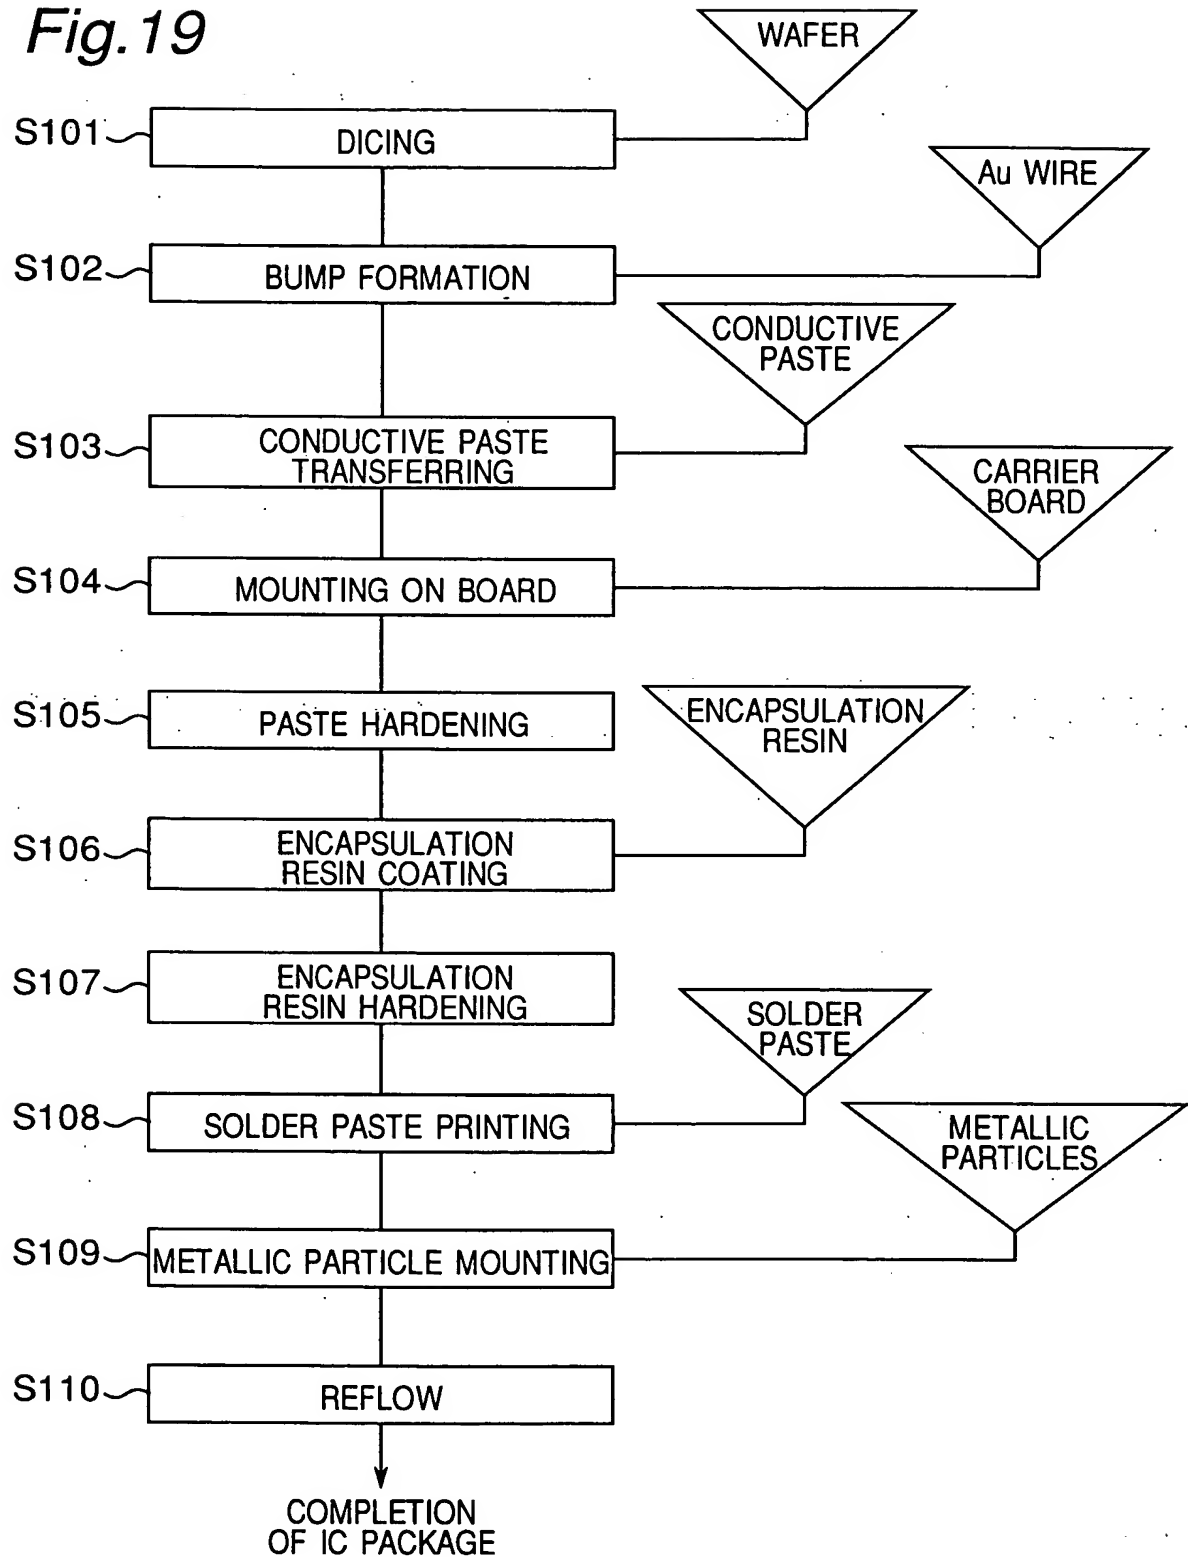 Fig.19
WAFER
S101
DICING
Au WIRE
S102
BUMP FORMATION
CONDUCTIVE
PASTE
S103
CONDUCTIVE PASTE
TRANSFERRING
CARRIER
BOARD
S104
MOUNTING ON BOARD
S105
PASTE HARDENING
ENCAPSULATION
RESIN
S106
ENCAPSULATION
RESIN COATING
S107
ENCAPSULATION
RESIN HARDENING
SOLDER
PASTE
S108
SOLDER PASTE PRINTING
METALLIC
PARTICLES
S109
METALLIC PARTICLE MOUNTING
S110
REFLOW
COMPLETION
OF IC PACKAGE